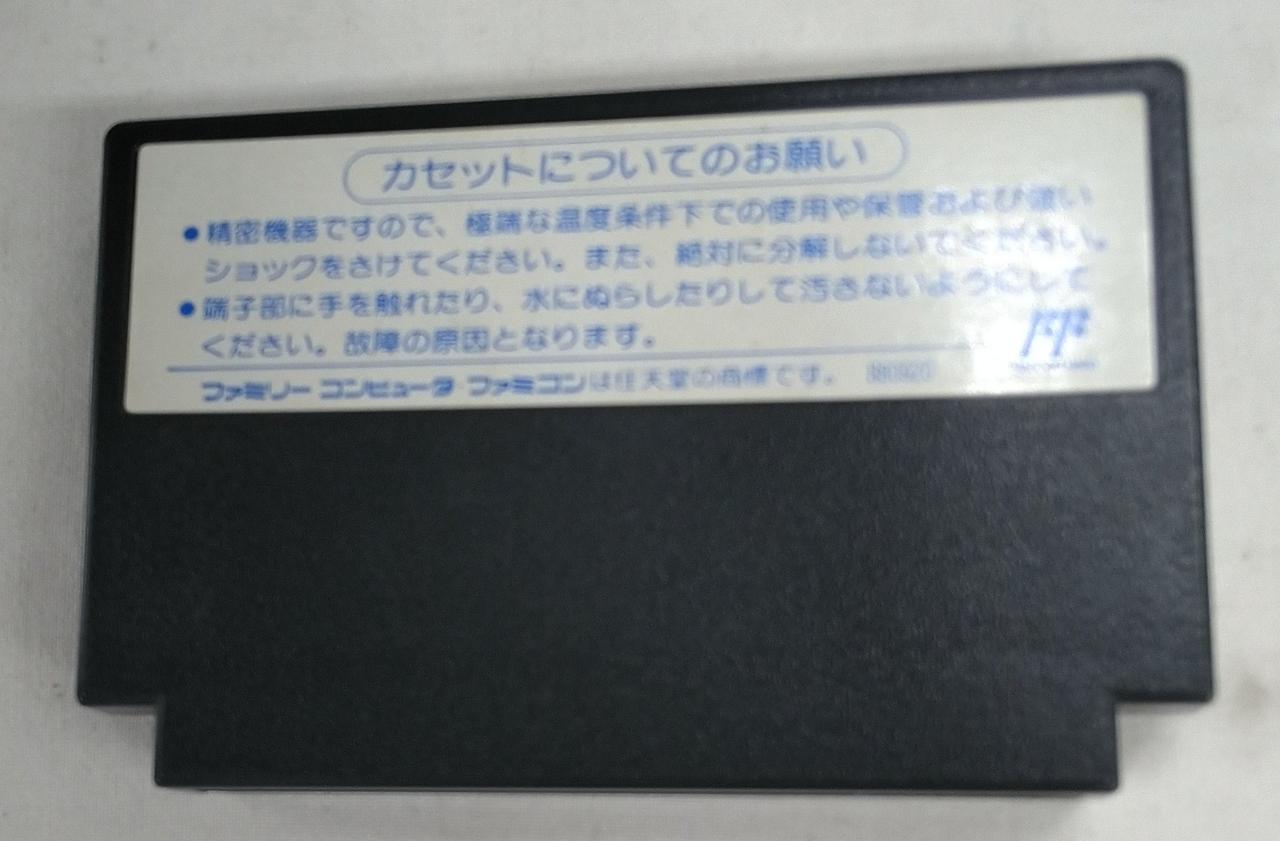 カセットについてのお願い
●精密機器ですので、極端な温度条件下での使用や保管および強い
ショックをさけてください。また、絶対に分解しないでください。
●端子部に手を触れたり、水にぬらしたりして汚さないようにして
ください。故障の原因となります。
ファミリーコンピュータ ファミコンは任天堂の商標です。